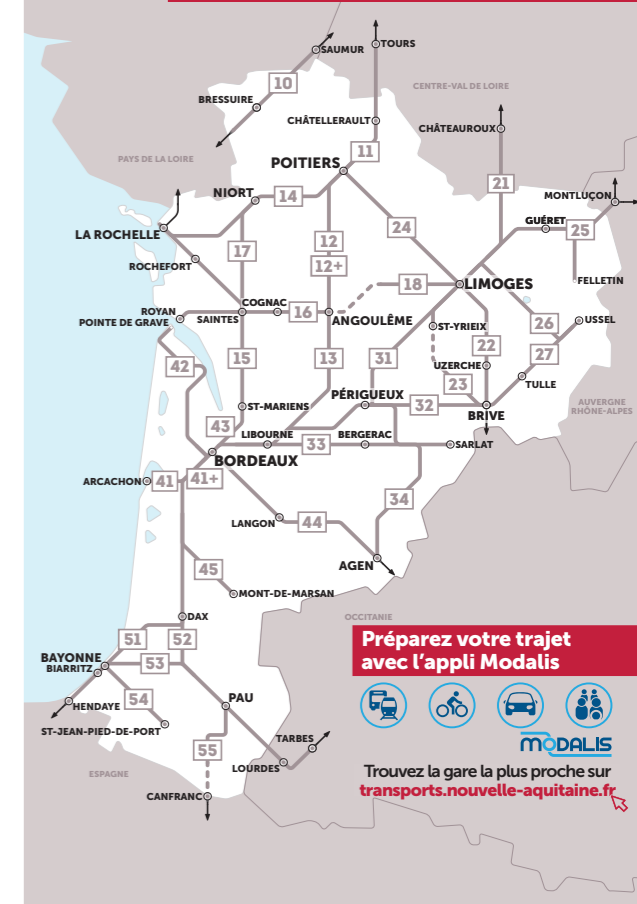 SAUMUR
TOURS
10
CENTRE-VAL DE LOIRE
BRESSUIRE
CHÂTELLERAULT
CHÂTEAUROUX
11
PAYS DE LA LOIRE
POITIERS
21
NIORT
14
MONTLUÇON
24
GUÉRET
25
LA ROCHELLE
17
12
12+
ROCHEFORT
18
LIMOGES
FELLETIN
COGNAC
ROYAN
POINTE DE GRAVE
SAINTES
16
ANGOULÊME
ST-YRIEIX
26
USSEL
42
15
13
31
22
27
UZERCHE
23
TULLE
PÉRIGUEUX
32
BRIVE
AUVERGNE
RHÔNE-ALPES
ST-MARIENS
43
LIBOURNE
33
BERGERAC
SARLAT
BORDEAUX
ARCACHON
41
41+
34
LANGON
44
AGEN
45
MONT-DE-MARSAN
DAX
OCCITANIE
51
52
BAYONNE
BIARRITZ
53
54
HENDAYE
PAU
ST-JEAN-PIED-DE-PORT
55
TARBES
LOURDES
ESPAGNE
CANFRANC
Préparez votre trajet
avec l'appli Modalis
MODALIS
Trouvez la gare la plus proche sur
transports.nouvelle-aquitaine.fr